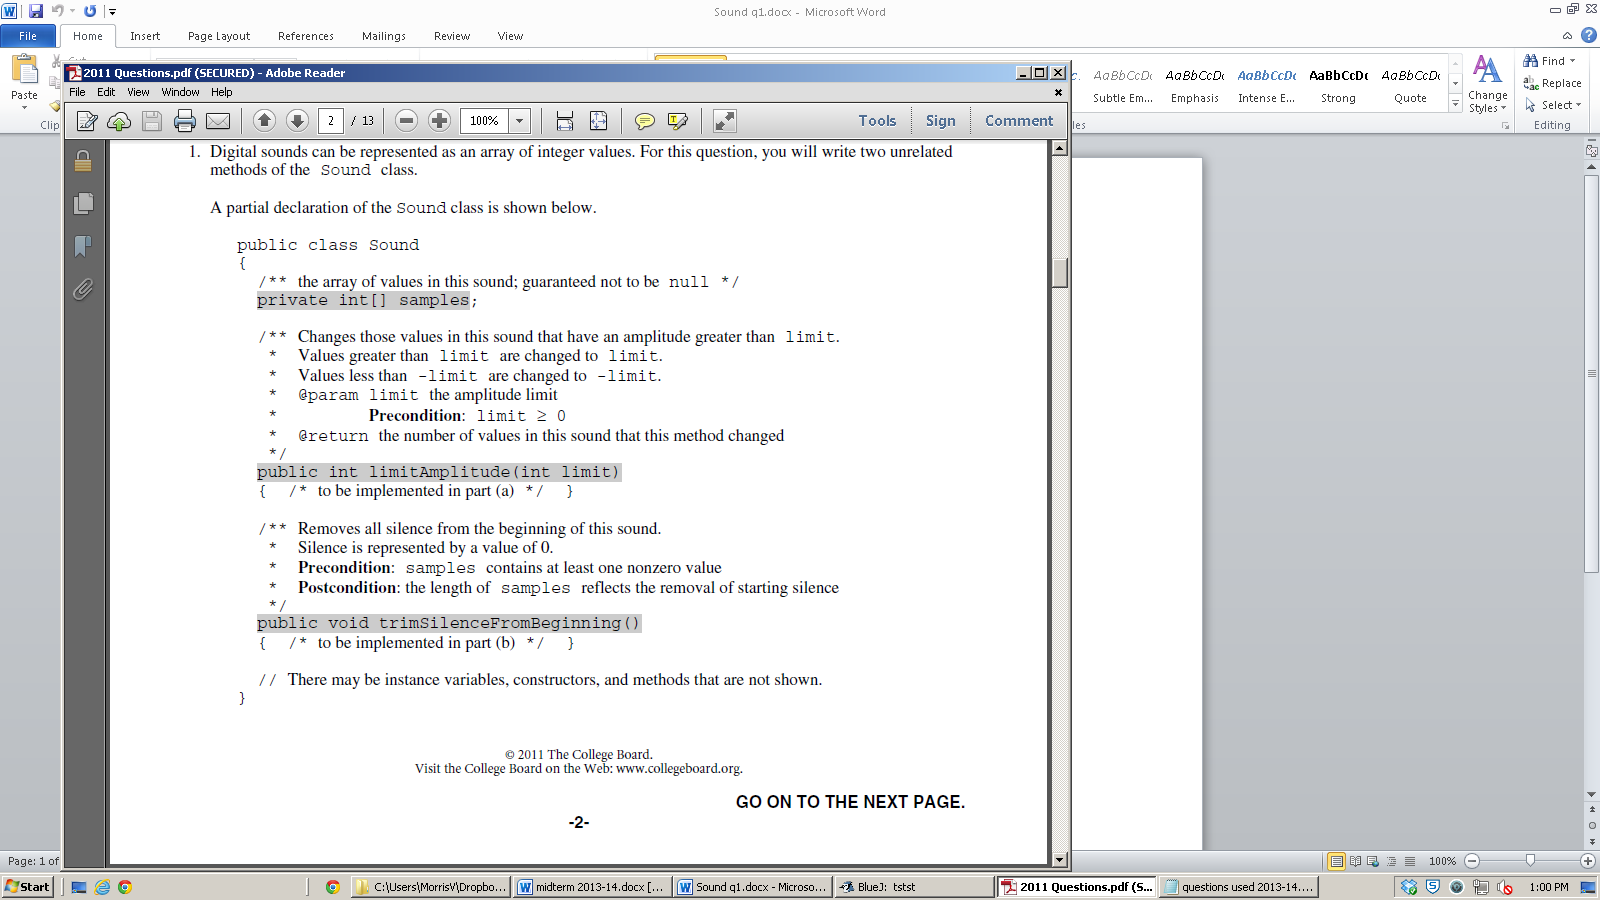 Sound q1.docx - Microsoft Word
File Home Insert Page Layout References Mailings Review View
Paste
Clip
2011 Questions.pdf (SECURED) - Adobe Reader
File Edit View Window Help
2 / 13 100% Tools Sign Comment
AaBbCcDc AaBbCcDc AaBbCcDc AaBbCcDc AaBbCcDc
Subtle Em... Emphasis Intense E... Strong Quote
Change
Styles
Find
Replace
Select
Editing
1. Digital sounds can be represented as an array of integer values. For this question, you will write two unrelated
methods of the Sound class.
A partial declaration of the Sound class is shown below.
public class Sound
{
/** the array of values in this sound; guaranteed not to be null */
private int[] samples;
/** Changes those values in this sound that have an amplitude greater than limit.
* Values greater than limit are changed to limit.
* Values less than -limit are changed to -limit.
* @param limit the amplitude limit
* Precondition: limit ≥ 0
* @return the number of values in this sound that this method changed
*/
public int limitAmplitude(int limit)
{ /* to be implemented in part (a) */ }
/** Removes all silence from the beginning of this sound.
* Silence is represented by a value of 0.
* Precondition: samples contains at least one nonzero value
* Postcondition: the length of samples reflects the removal of starting silence
*/
public void trimSilenceFromBeginning()
{ /* to be implemented in part (b) */ }
// There may be instance variables, constructors, and methods that are not shown.
}
© 2011 The College Board.
Visit the College Board on the Web: www.collegeboard.org.
GO ON TO THE NEXT PAGE.
-2-
Page: 1 of
100%
Start C:\Users\MorrisV\Dropbo... midterm 2013-14.docx [... Sound q1.docx - Microso... BlueJ: tstst 2011 Questions.pdf (S... questions used 2013-14.... 1:00 PM